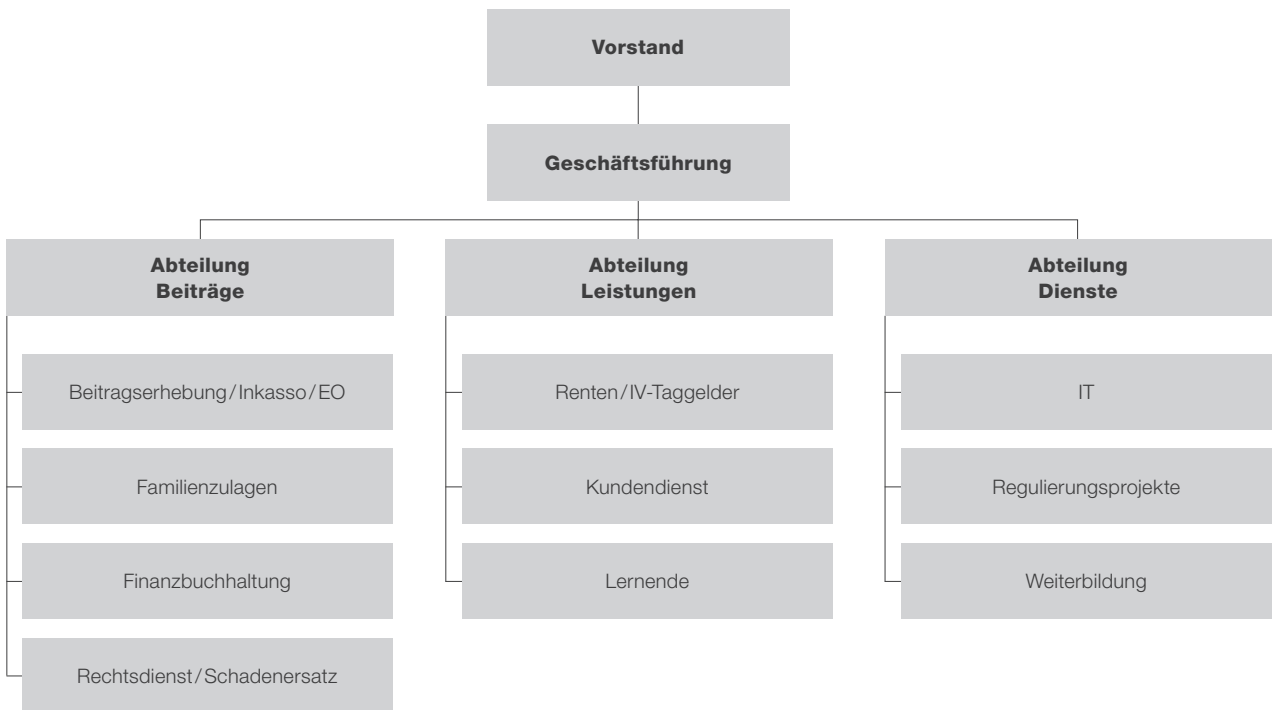 Vorstand
Geschäftsführung
Abteilung
Beiträge
Beitragserhebung/Inkasso/EO
Familienzulagen
Finanzbuchhaltung
Rechtsdienst/Schadenersatz
Abteilung
Leistungen
Renten/IV-Taggelder
Kundendienst
Lernende
Abteilung
Dienste
IT
Regulierungsprojekte
Weiterbildung